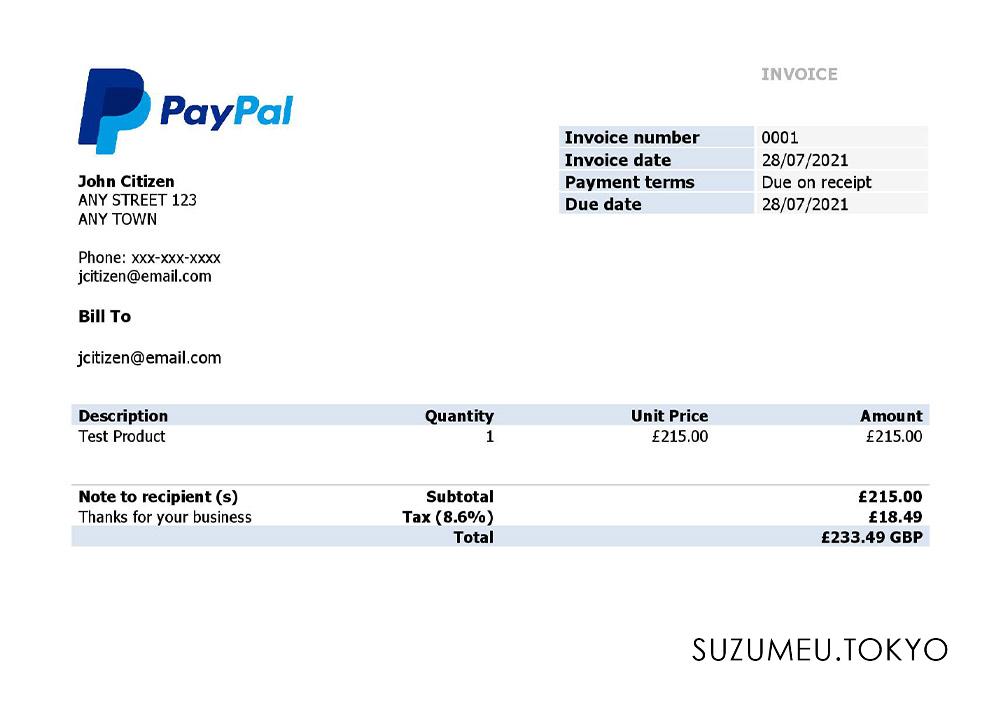 INVOICE
PayPal
Invoice number 0001
Invoice date 28/07/2021
Payment terms Due on receipt
Due date 28/07/2021
John Citizen
ANY STREET 123
ANY TOWN
Phone: xxx-xxx-xxxx
jcitizen@email.com
Bill To
jcitizen@email.com
Description Quantity Unit Price Amount
Test Product 1 £215.00 £215.00
Note to recipient (s) Subtotal £215.00
Thanks for your business Tax (8.6%) £18.49
Total £233.49 GBP
SUZUMEU.TOKYO